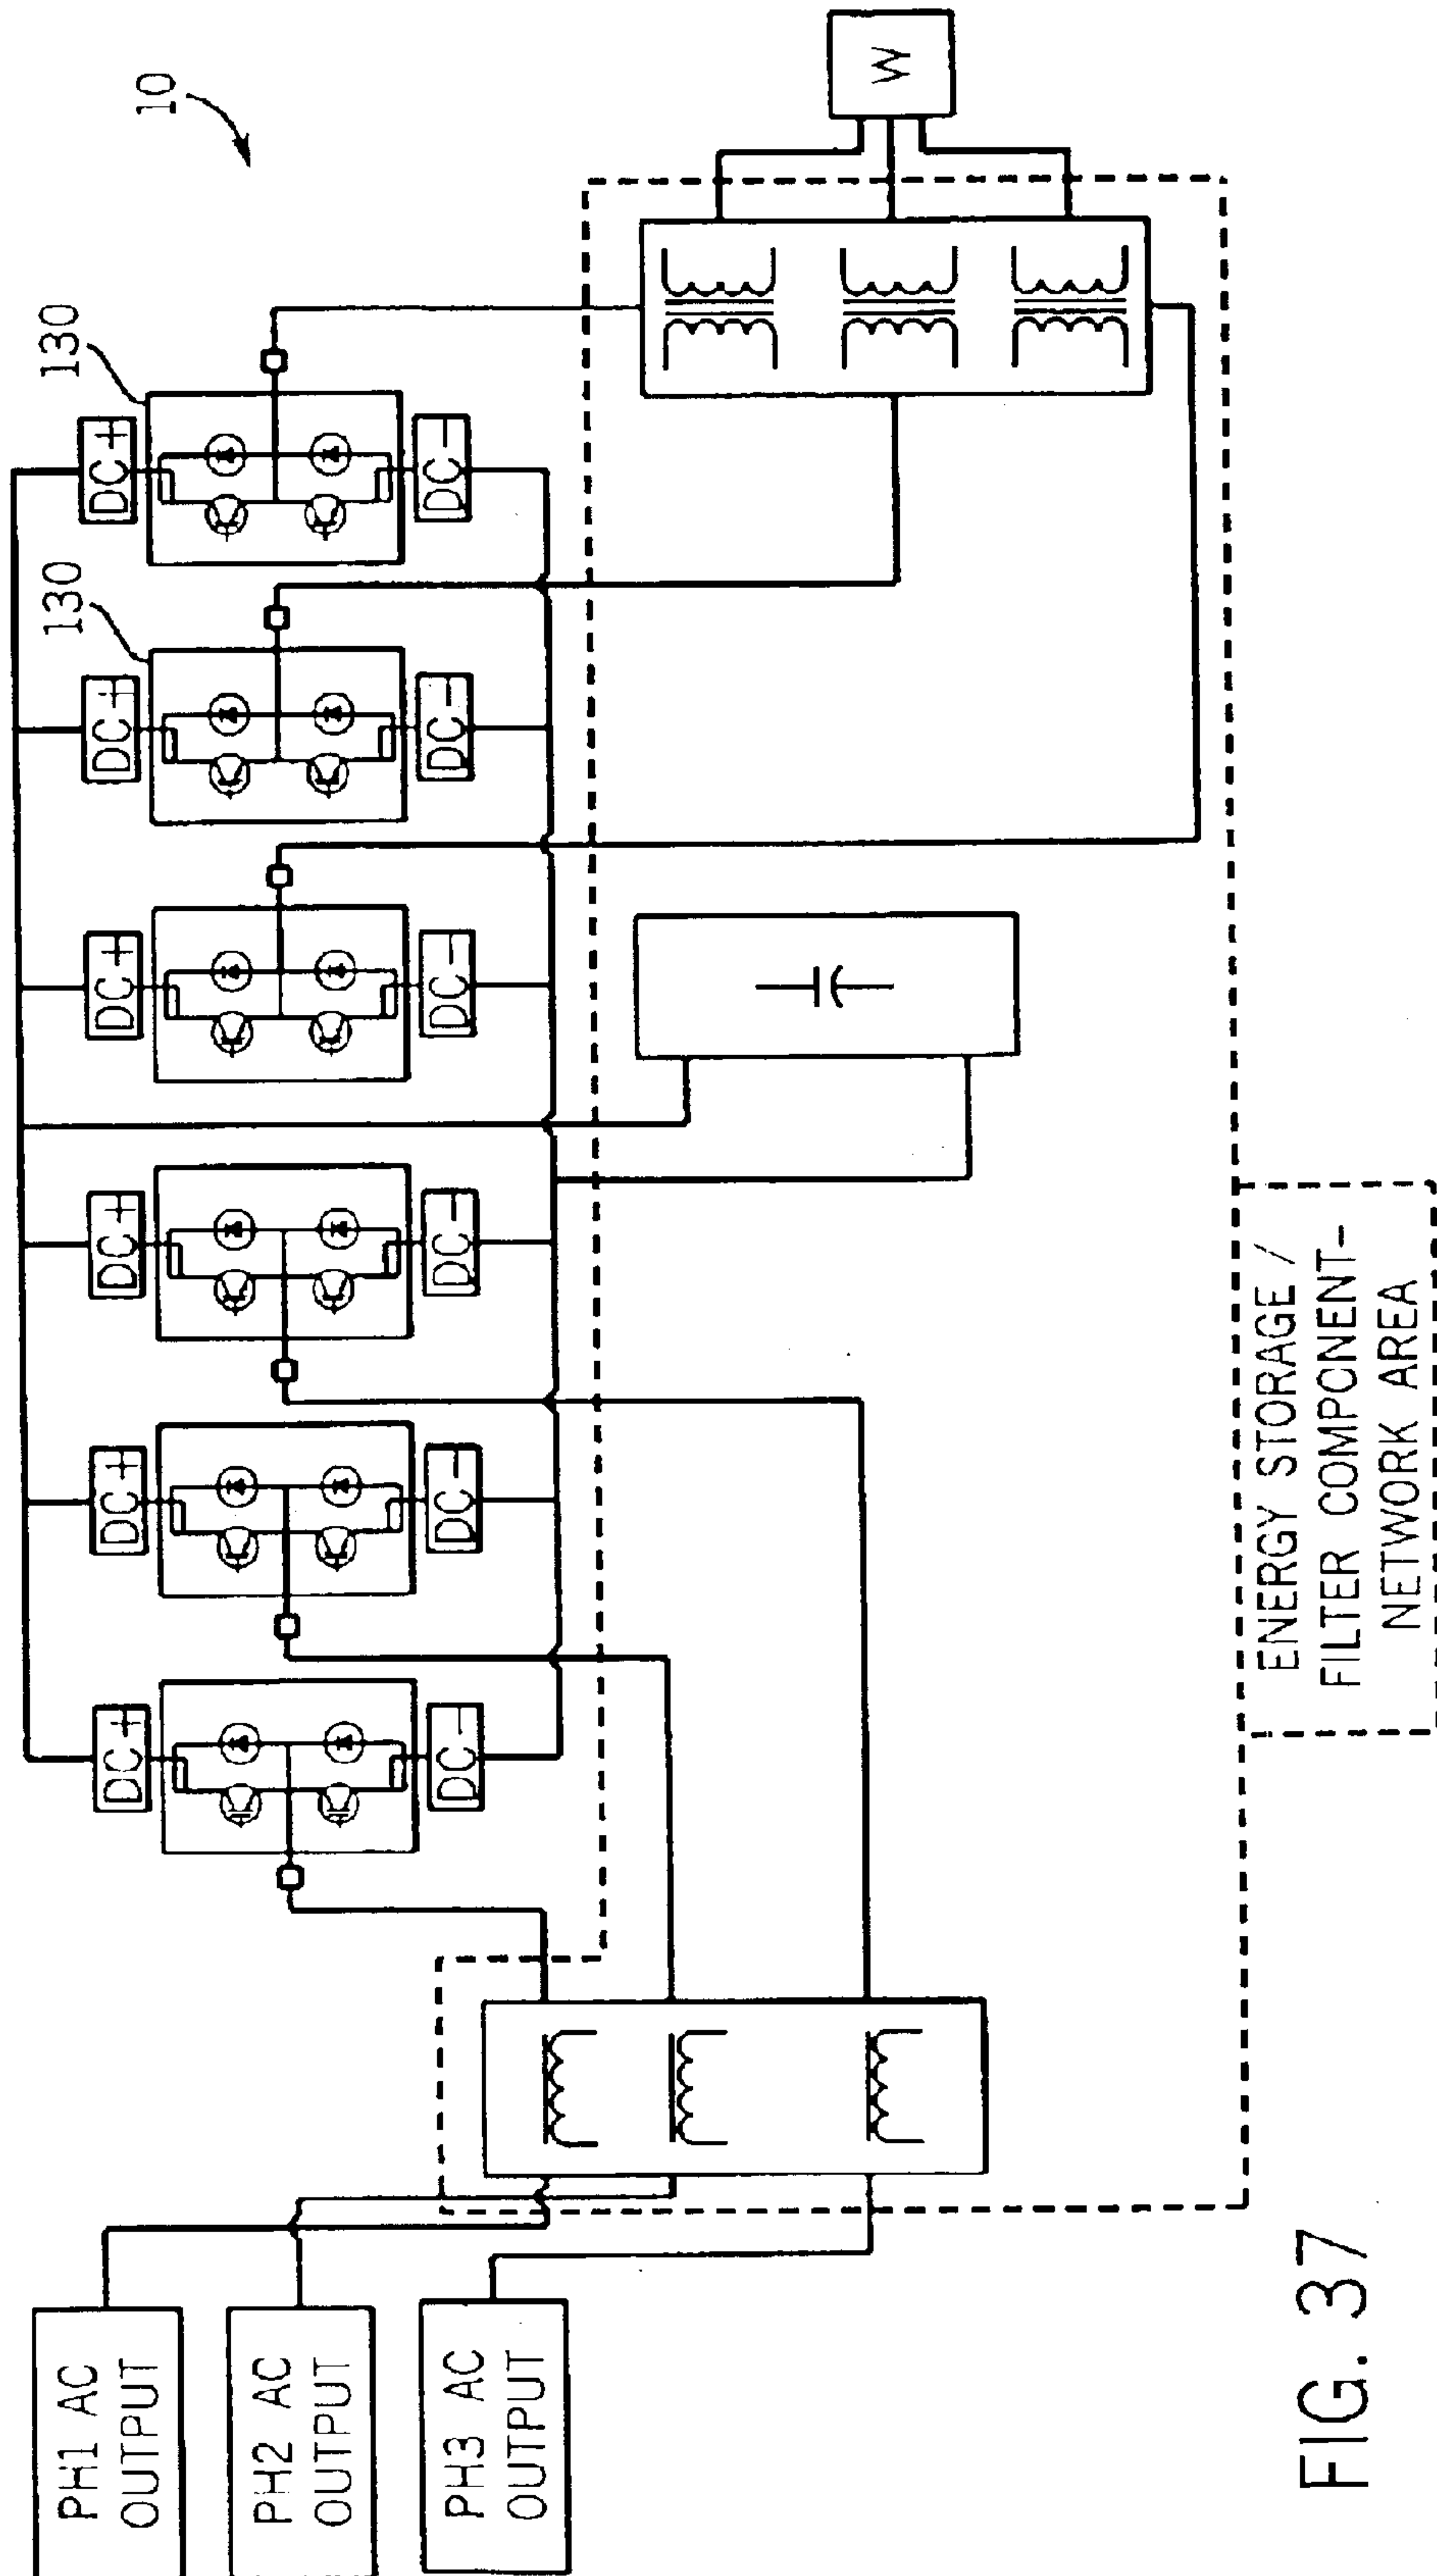 10
130
130
DC+
DC+
DC+
DC+
DC+
DC+
DC-
DC-
DC-
DC-
DC-
DC-
W
PH1 AC
OUTPUT
PH2 AC
OUTPUT
PH3 AC
OUTPUT
ENERGY STORAGE /
FILTER COMPONENT-
NETWORK AREA
FIG. 37